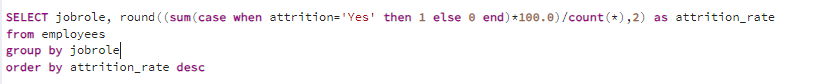 SELECT jobrole, round((sum(case when attrition='Yes' then 1 else 0 end)*100.0)/count(*),2) as attrition_rate
from employees
group by jobrole
order by attrition_rate desc